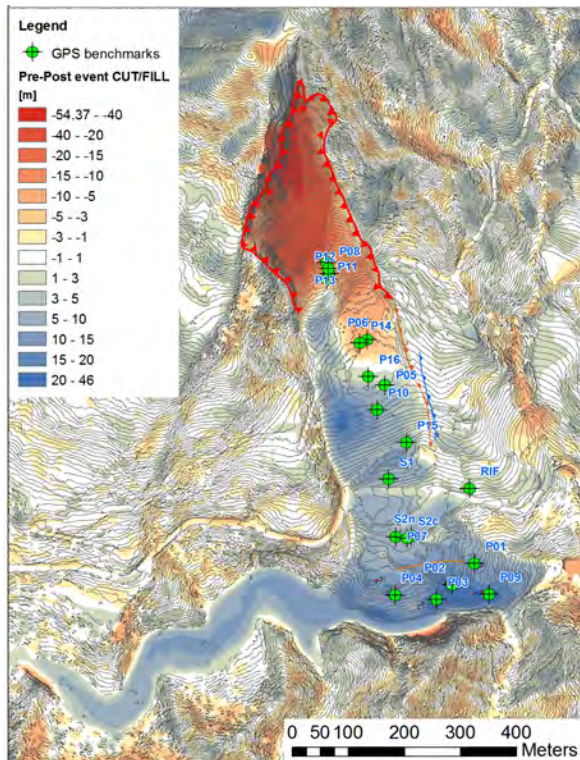 Legend
GPS benchmarks
Pre-Post event CUT/FILL
[m]
-54.37 - -40
-40 - -20
-20 - -15
-15 - -10
-10 - -5
-5 - -3
-3 - -1
-1 - 1
1 - 3
3 - 5
5 - 10
10 - 15
15 - 20
20 - 46
P12 P08
P11
P13
P06 P14
P16
P05
P10
P15
S1
RIF
S2n S2c
P07
P01
P02
P04 P03 P09
0 50 100 200 300 400
Meters